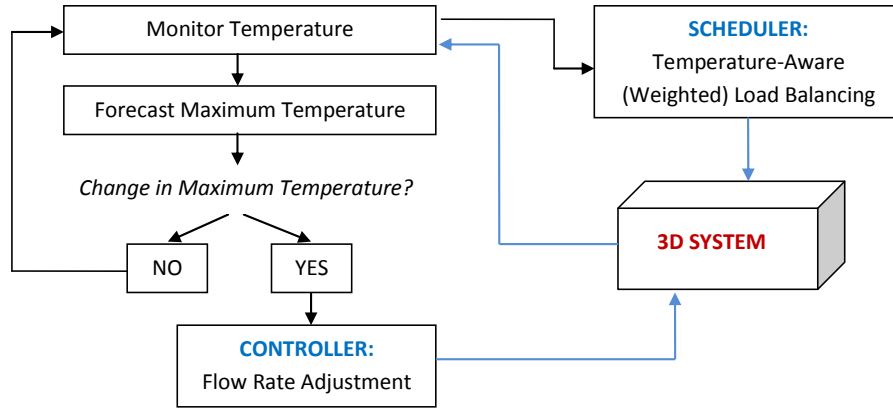 Monitor Temperature
Forecast Maximum Temperature
Change in Maximum Temperature?
NO
YES
CONTROLLER:
Flow Rate Adjustment
SCHEDULER:
Temperature-Aware
(Weighted) Load Balancing
3D SYSTEM